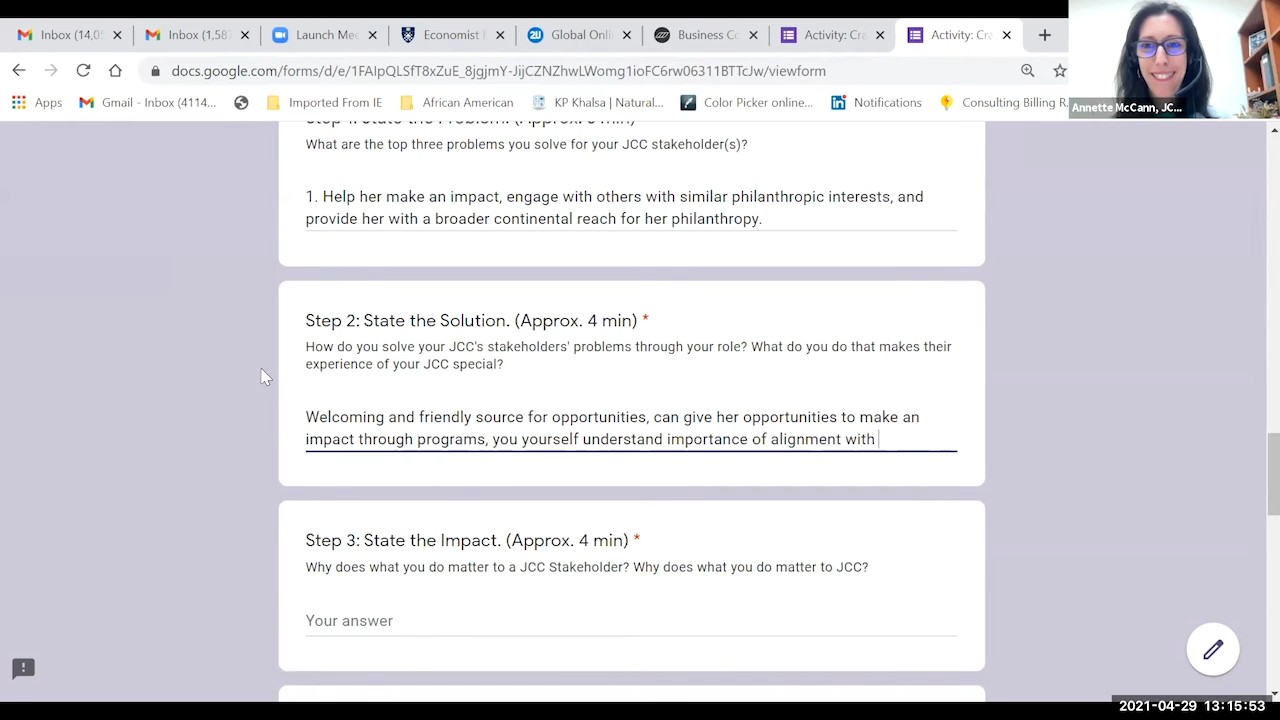 Inbox (14,0
Inbox (1,587
Launch Mee
Economist
Global Onli
Business Co
Activity: Cra
Activity: Cra
docs.google.com/forms/d/e/1FAIpQLSfT8xZuE_8jgjmY-JijCZNZhwLWomg1ioFC6rw06311BTTcJw/viewform
Apps
Gmail - Inbox (4114...
Imported From IE
African American
KP Khalsa | Natural...
Color Picker online...
Notifications
Consulting Billing R
Annette McCann, JC...
What are the top three problems you solve for your JCC stakeholder(s)?
1. Help her make an impact, engage with others with similar philanthropic interests, and
provide her with a broader continental reach for her philanthropy.
Step 2: State the Solution. (Approx. 4 min) *
How do you solve your JCC's stakeholders' problems through your role? What do you do that makes their
experience of your JCC special?
Welcoming and friendly source for opportunities, can give her opportunities to make an
impact through programs, you yourself understand importance of alignment with
Step 3: State the Impact. (Approx. 4 min) *
Why does what you do matter to a JCC Stakeholder? Why does what you do matter to JCC?
Your answer
2021-04-29 13:15:53